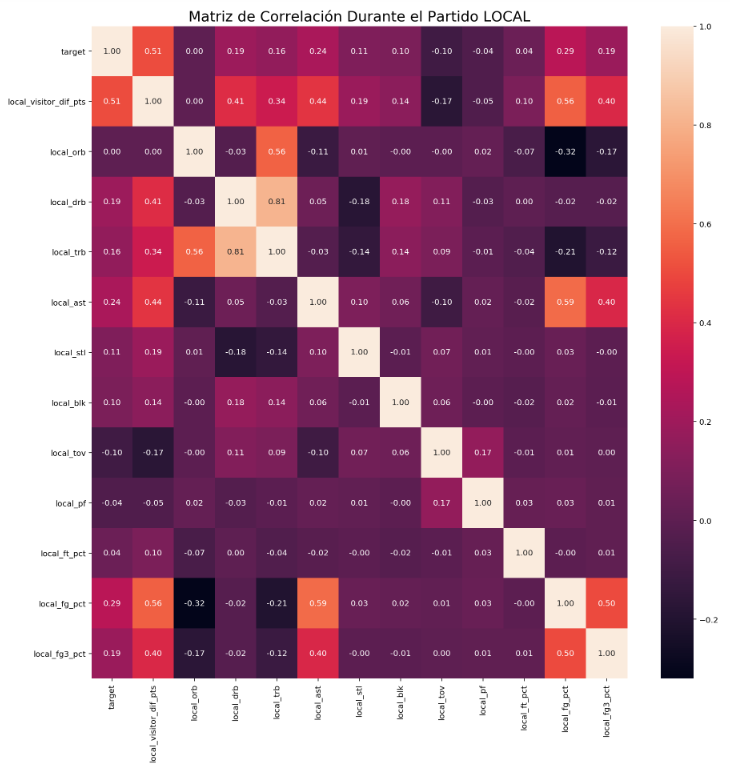 Matriz de Correlación Durante el Partido LOCAL
target 1.00 0.51 0.00 0.19 0.16 0.24 0.11 0.10 -0.10 -0.04 0.04 0.29 0.19
local_visitor_dif_pts 0.51 1.00 0.00 0.41 0.34 0.44 0.19 0.14 -0.17 -0.05 0.10 0.56 0.40
local_orb 0.00 0.00 1.00 -0.03 0.56 -0.11 0.01 -0.00 -0.00 0.02 -0.07 -0.32 -0.17
local_drb 0.19 0.41 -0.03 1.00 0.81 0.05 -0.18 0.18 0.11 -0.03 0.00 -0.02 -0.02
local_trb 0.16 0.34 0.56 0.81 1.00 -0.03 -0.14 0.14 0.09 -0.01 -0.04 -0.21 -0.12
local_ast 0.24 0.44 -0.11 0.05 -0.03 1.00 0.10 0.06 -0.10 0.02 -0.02 0.59 0.40
local_stl 0.11 0.19 0.01 -0.18 -0.14 0.10 1.00 -0.01 0.07 0.01 -0.00 0.03 -0.00
local_blk 0.10 0.14 -0.00 0.18 0.14 0.06 -0.01 1.00 0.06 -0.00 -0.02 0.02 -0.01
local_tov -0.10 -0.17 -0.00 0.11 0.09 -0.10 0.07 0.06 1.00 0.17 -0.01 0.01 0.00
local_pf -0.04 -0.05 0.02 -0.03 -0.01 0.02 0.01 -0.00 0.17 1.00 0.03 0.03 0.01
local_ft_pct 0.04 0.10 -0.07 0.00 -0.04 -0.02 -0.00 -0.02 -0.01 0.03 1.00 -0.00 0.01
local_fg_pct 0.29 0.56 -0.32 -0.02 -0.21 0.59 0.03 0.02 0.01 0.03 -0.00 1.00 0.50
local_fg3_pct 0.19 0.40 -0.17 -0.02 -0.12 0.40 -0.00 -0.01 0.00 0.01 0.01 0.50 1.00
target local_visitor_dif_pts local_orb local_drb local_trb local_ast local_stl local_blk local_tov local_pf local_ft_pct local_fg_pct local_fg3_pct
1.0
0.8
0.6
0.4
0.2
0.0
−0.2